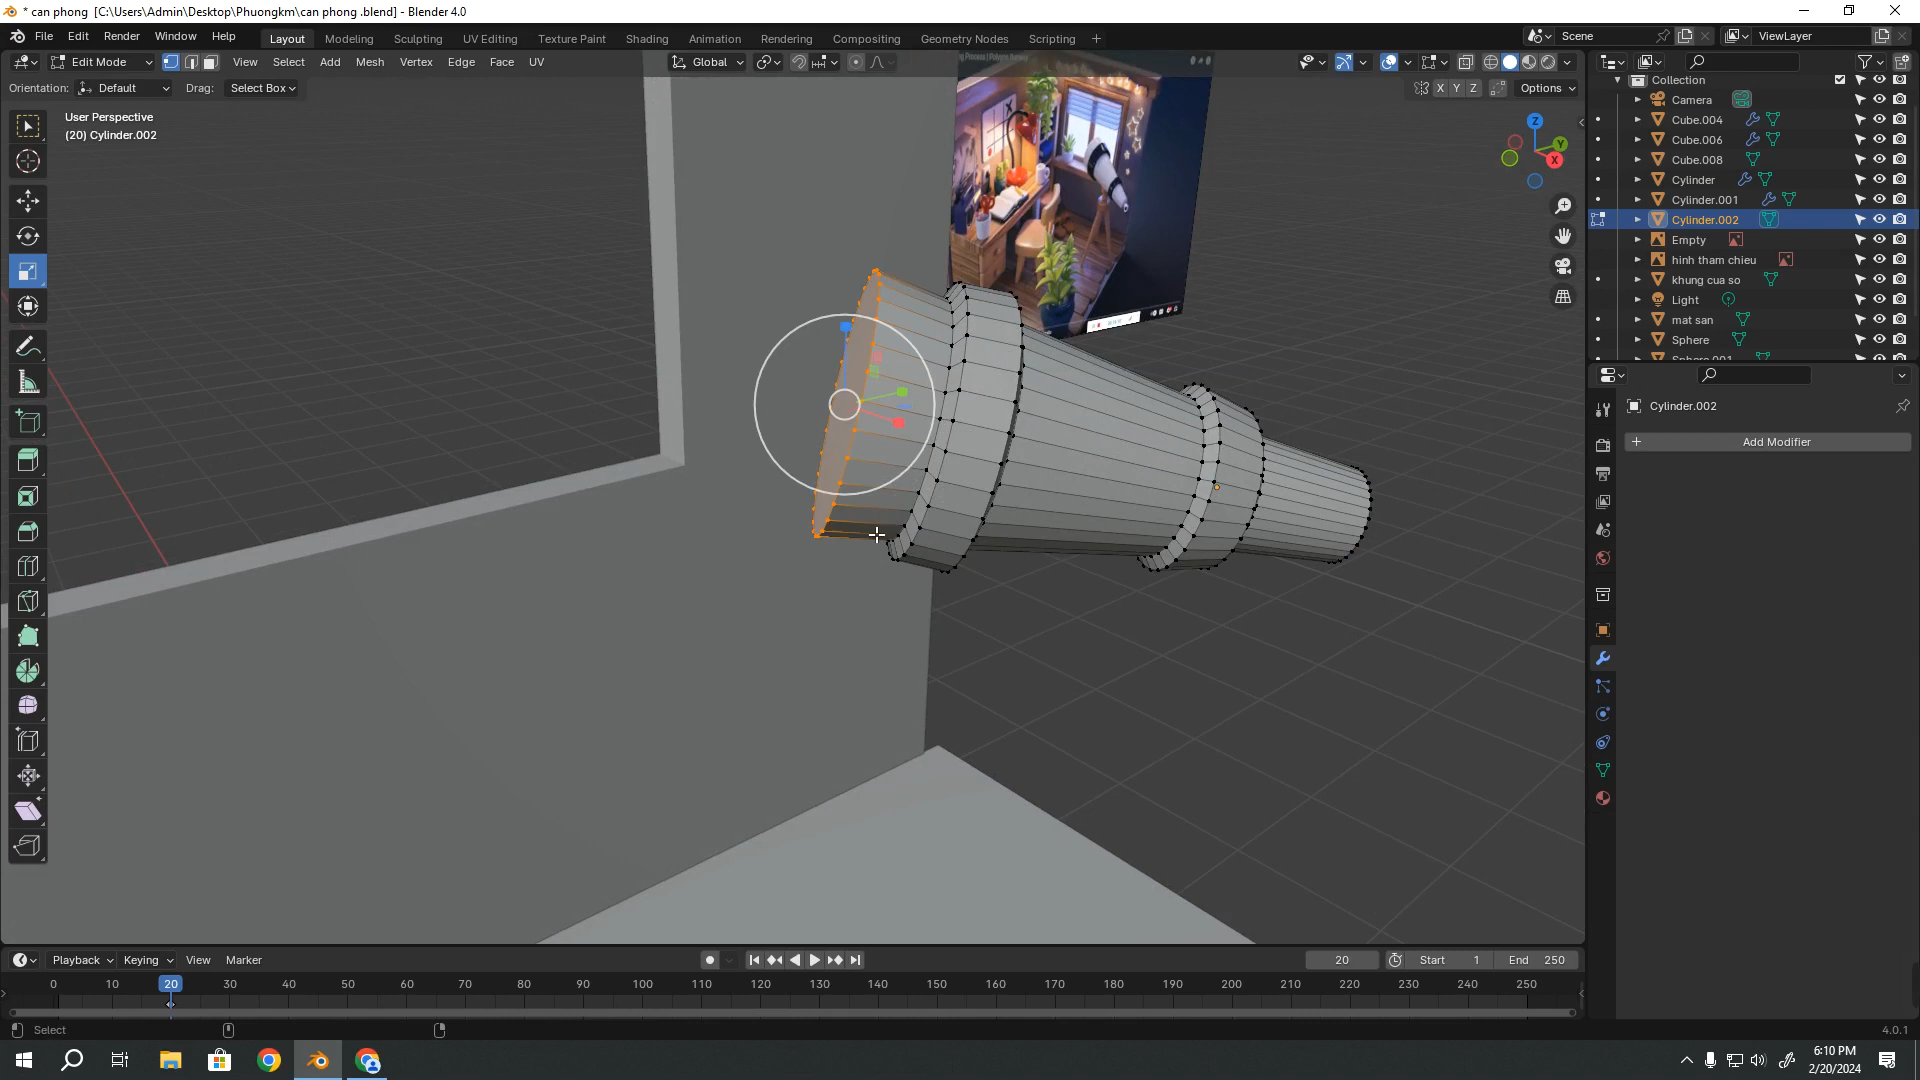 * can phong  [C:\Users\Admin\Desktop\Phuongkm\can phong .blend] - Blender 4.0
File Edit Render Window Help
Layout Modeling Sculpting UV Editing Texture Paint Shading Animation Rendering Compositing Geometry Nodes Scripting
Scene ViewLayer
Edit Mode View Select Add Mesh Vertex Edge Face UV Global
Orientation: Default Drag: Select Box X Y Z Options
User Perspective
(20) Cylinder.002
Z
Y
X
Collection
Camera
Cube.004
Cube.006
Cube.008
Cylinder
Cylinder.001
Cylinder.002
Empty
hinh tham chieu
khung cua so
Light
mat san
Sphere
Sphere.001
Cylinder.002
Add Modifier
Playback Keying View Marker 20 Start 1 End 250
0 10 20 30 40 50 60 70 80 90 100 110 120 130 140 150 160 170 180 190 200 210 220 230 240 250
Select 4.0.1
6:10 PM
2/20/2024